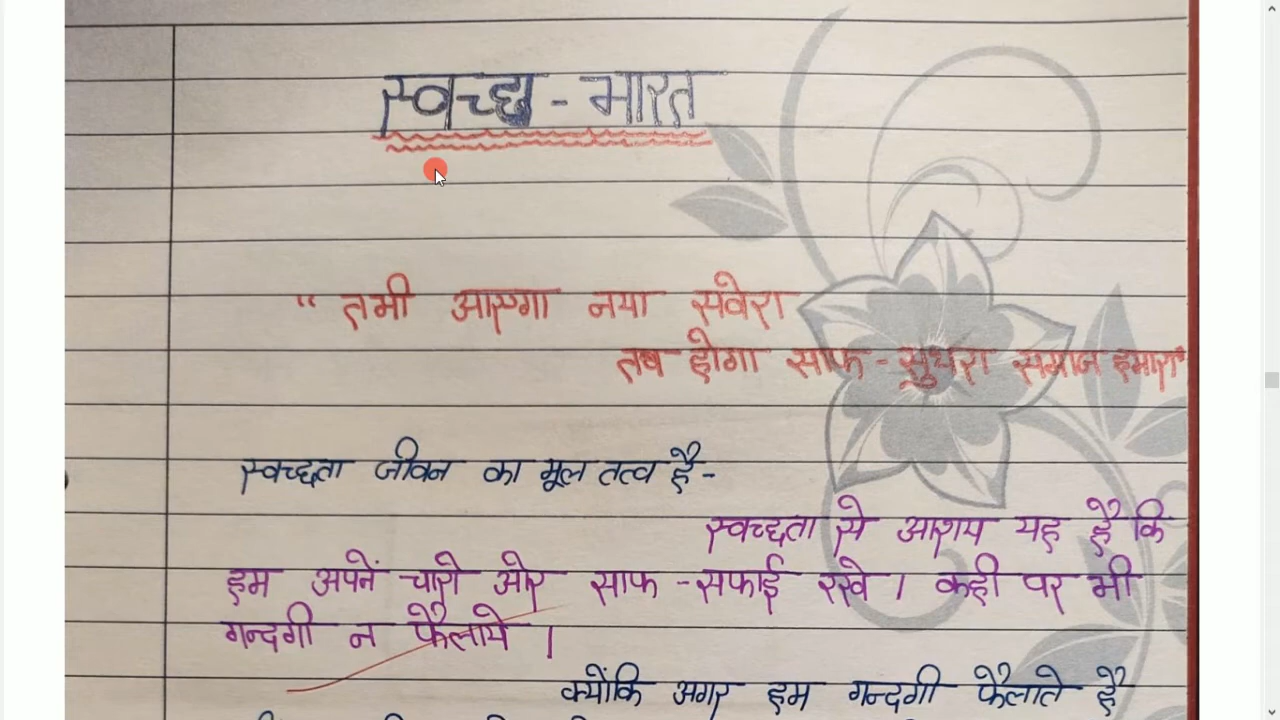 स्वच्छ - भारत
“ तभी आएगा नया सवेरा
तब होगा साफ - सुथरा समाज हमारा"
स्वच्छता जीवन का मूल तत्व है -
स्वच्छता से आशय यह है कि
हम अपनें चारो ओर साफ - सफाई रखे । कही पर भी
गन्दगी न फैलाये ।
क्योंकि अगर हम गन्दगी फैलाते है